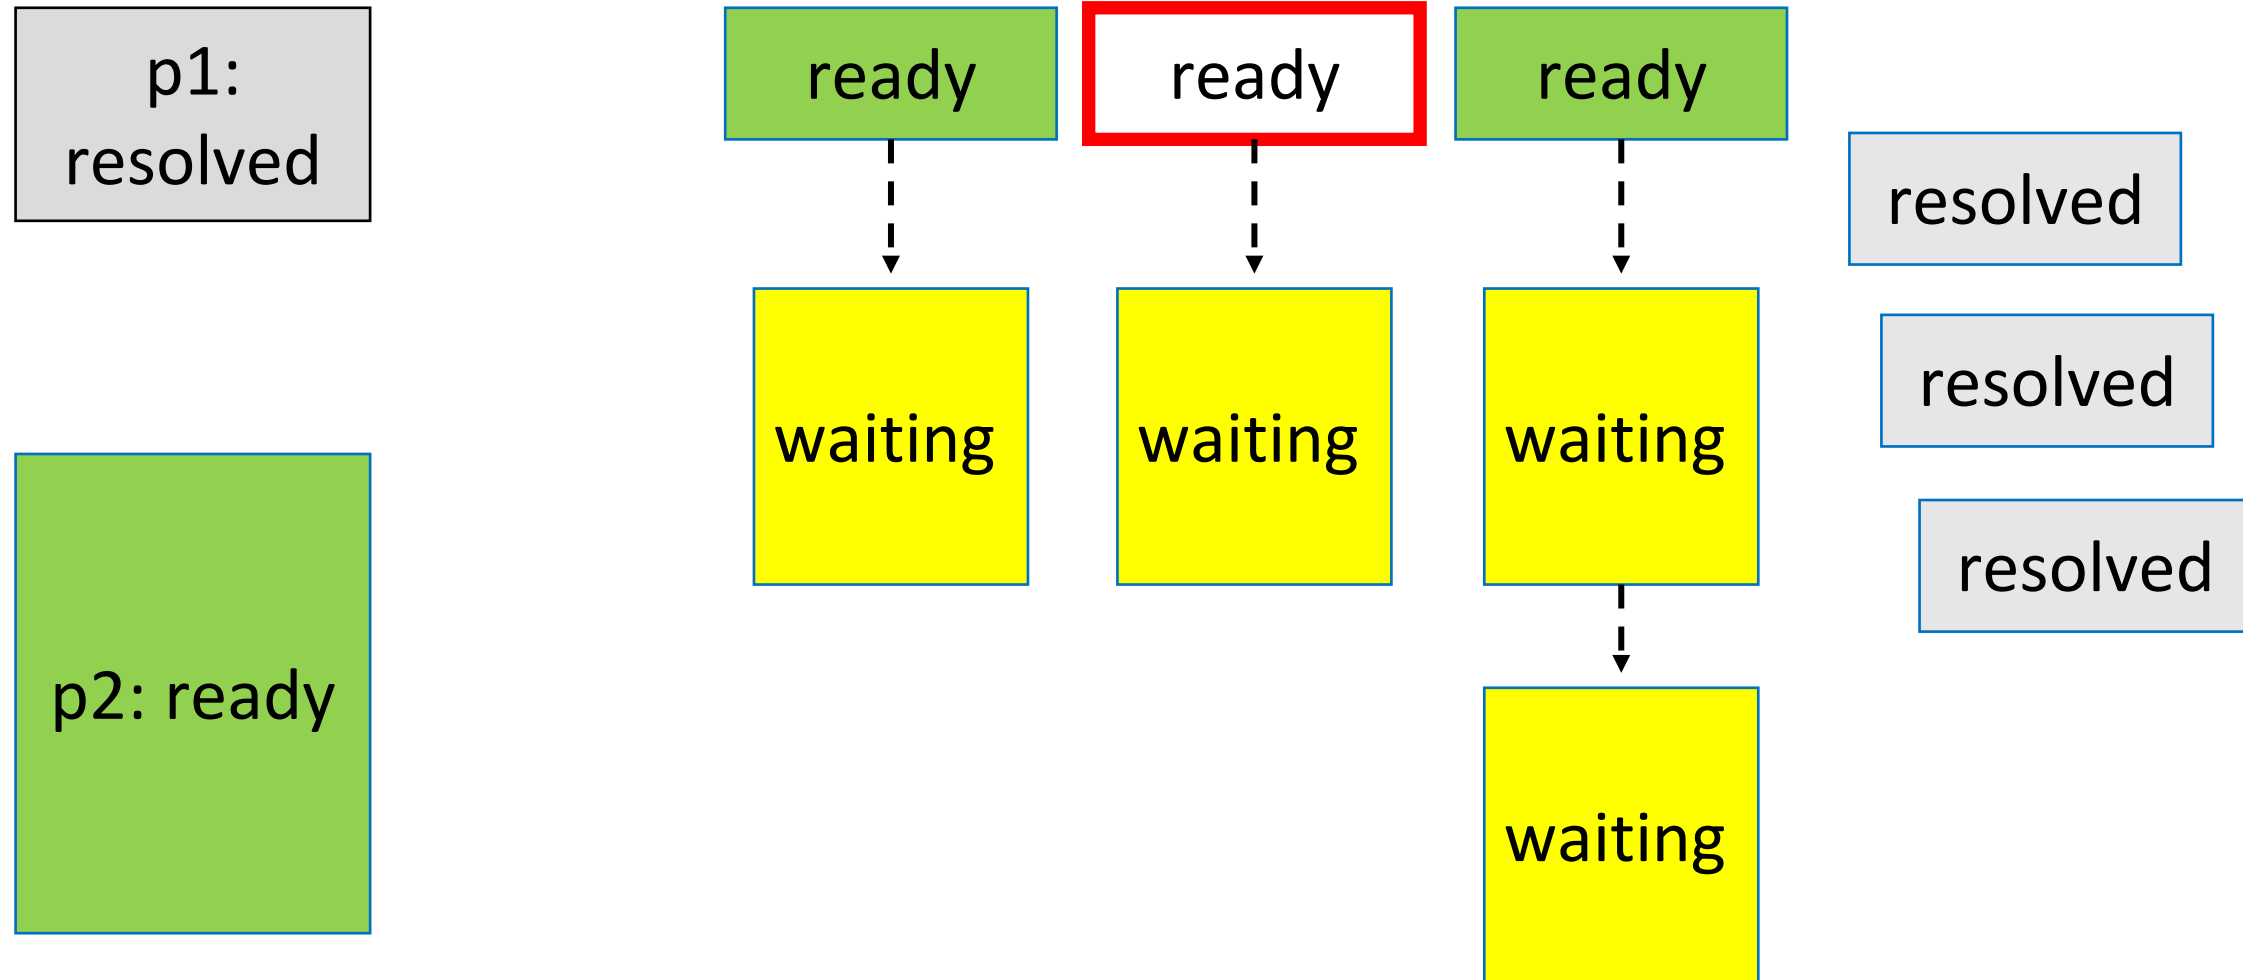 p1:
resolved
p2: ready
ready
ready
ready
waiting
waiting
waiting
waiting
resolved
resolved
resolved